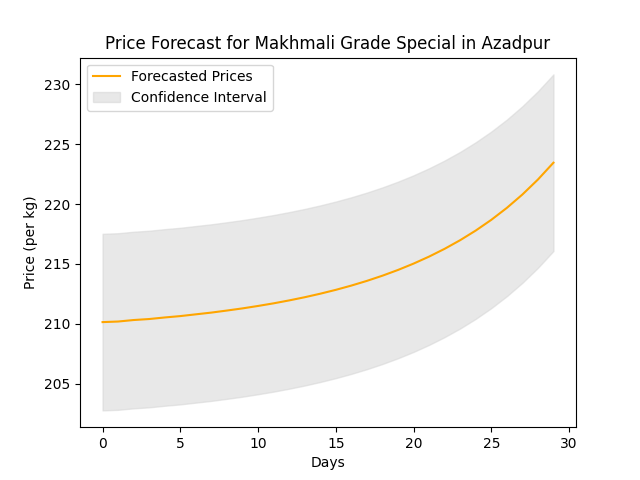 Price Forecast for Makhmali Grade Special in Azadpur
Forecasted Prices
Confidence Interval
230
225
220
215
210
205
Price (per kg)
0 5 10 15 20 25 30
Days